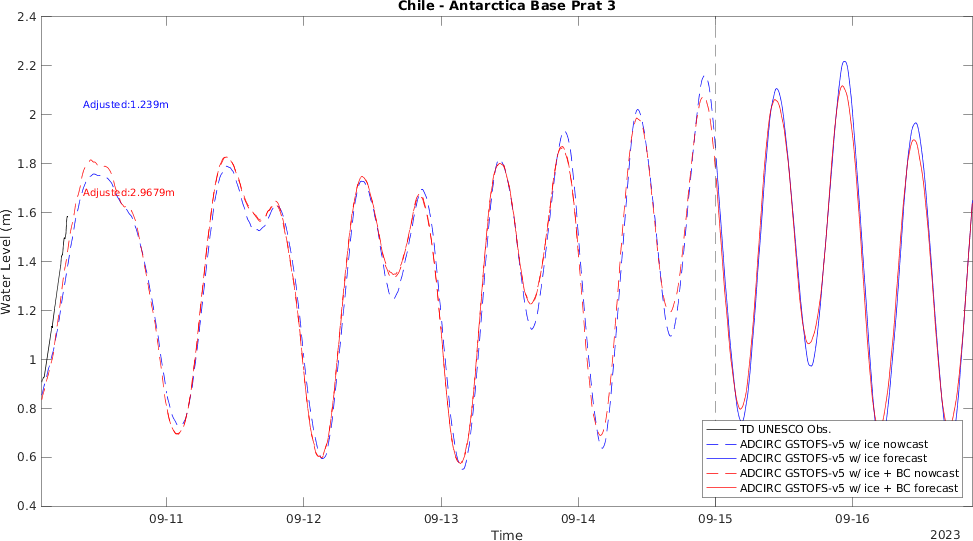 Chile - Antarctica Base Prat 3
2.4
2.2
2
1.8
1.6
1.4
1.2
1
0.8
0.6
0.4
Water Level (m)
Adjusted:1.239m
Adjusted:2.9679m
TD UNESCO Obs.
ADCIRC GSTOFS-v5 w/ ice nowcast
ADCIRC GSTOFS-v5 w/ ice forecast
ADCIRC GSTOFS-v5 w/ ice + BC nowcast
ADCIRC GSTOFS-v5 w/ ice + BC forecast
09-11 09-12 09-13 09-14 09-15 09-16
Time
2023